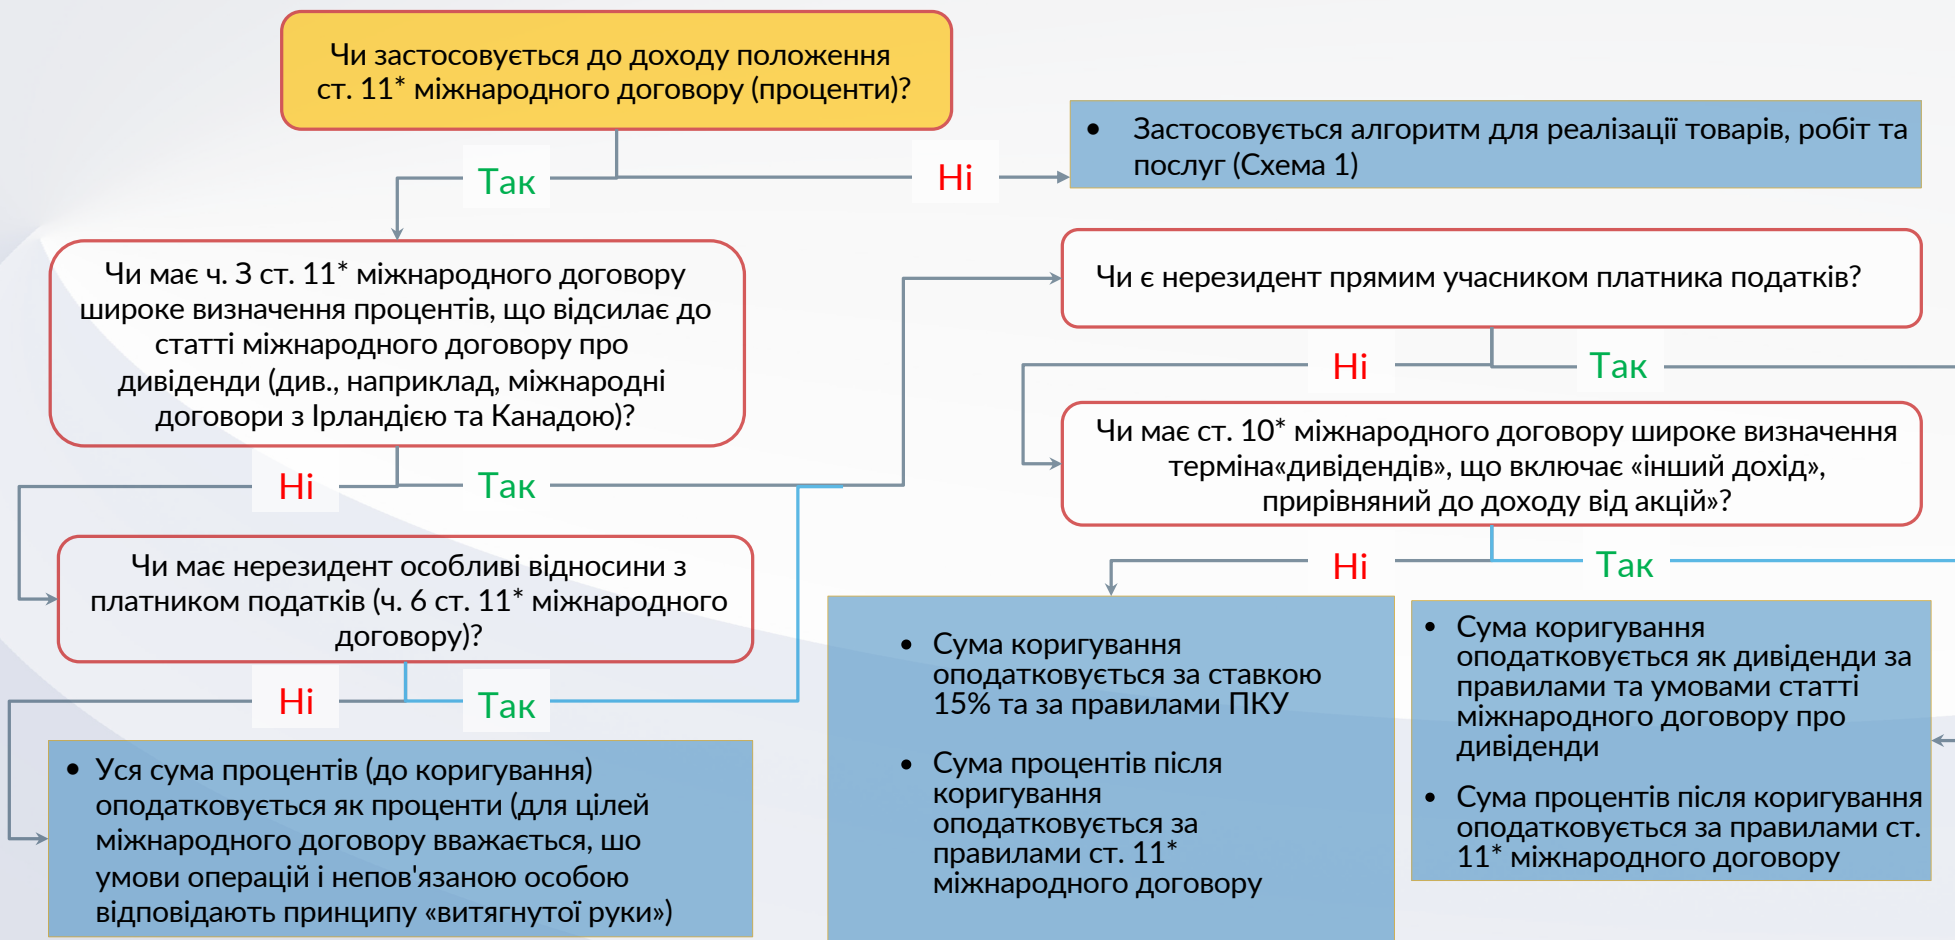 Чи застосовується до доходу положення
ст. 11* міжнародного договору (проценти)?
Так
Ні
• Застосовується алгоритм для реалізації товарів, робіт та
послуг (Схема 1)
Чи має ч. 3 ст. 11* міжнародного договору
широке визначення процентів, що відсилає до
статті міжнародного договору про
дивіденди (див., наприклад, міжнародні
договори з Ірландією та Канадою)?
Ні
Так
Чи має нерезидент особливі відносини з
платником податків (ч. 6 ст. 11* міжнародного
договору)?
Ні
Так
• Уся сума процентів (до коригування)
оподатковується як проценти (для цілей
міжнародного договору вважається, шо
умови операцій і непов'язаною особою
відповідають принципу «витягнутої руки»)
Чи є нерезидент прямим учасником платника податків?
Ні
Так
Чи має ст. 10* міжнародного договору широке визначення
терміна«дивідендів», що включає «інший дохід»,
прирівняний до доходу від акцій»?
Ні
Так
• Сума коригування
оподатковується за ставкою
15% та за правилами ПКУ
• Сума процентів після
коригування
оподатковується за
правилами ст. 11*
міжнародного договору
• Сума коригування
оподатковується як дивіденди за
правилами та умовами статті
міжнародного договору про
дивіденди
• Сума процентів після коригування
оподатковується за правилами ст.
11* міжнародного договору